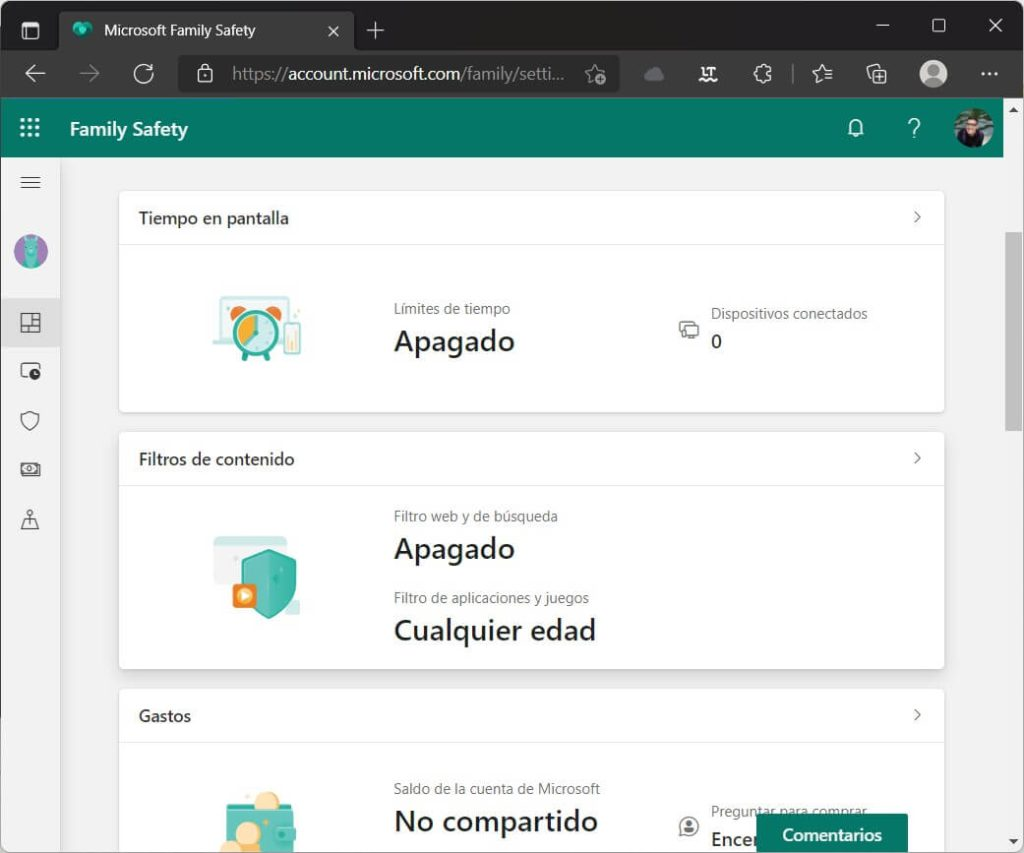 Microsoft Family Safety
https://account.microsoft.com/family/setti...
Family Safety
Tiempo en pantalla
Límites de tiempo
Apagado
Dispositivos conectados
0
Filtros de contenido
Filtro web y de búsqueda
Apagado
Filtro de aplicaciones y juegos
Cualquier edad
Gastos
Saldo de la cuenta de Microsoft
No compartido
Preguntar para comprar
Comentarios